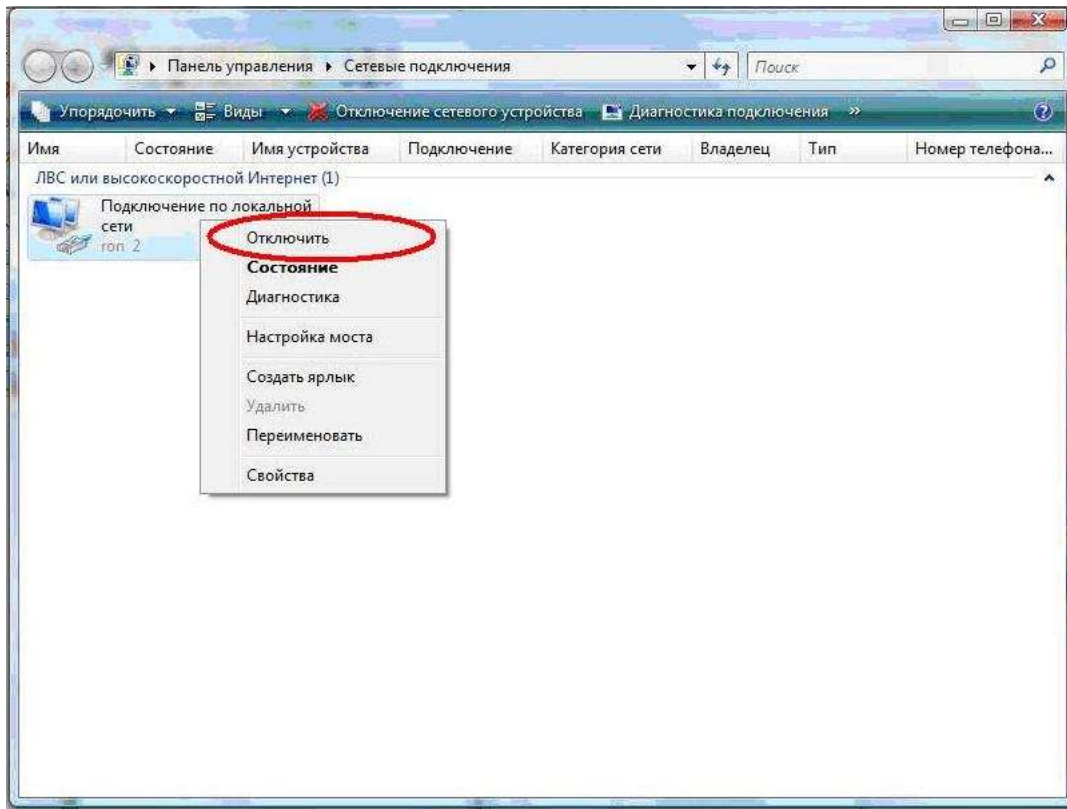 Панель управления ▸ Сетевые подключения
Поиск
Упорядочить Виды Отключение сетевого устройства Диагностика подключения »
Имя Состояние Имя устройства Подключение Категория сети Владелец Тип Номер телефона...
ЛВС или высокоскоростной Интернет (1)
Подключение по локальной
сети
ron 2
Отключить
Состояние
Диагностика
Настройка моста
Создать ярлык
Удалить
Переименовать
Свойства